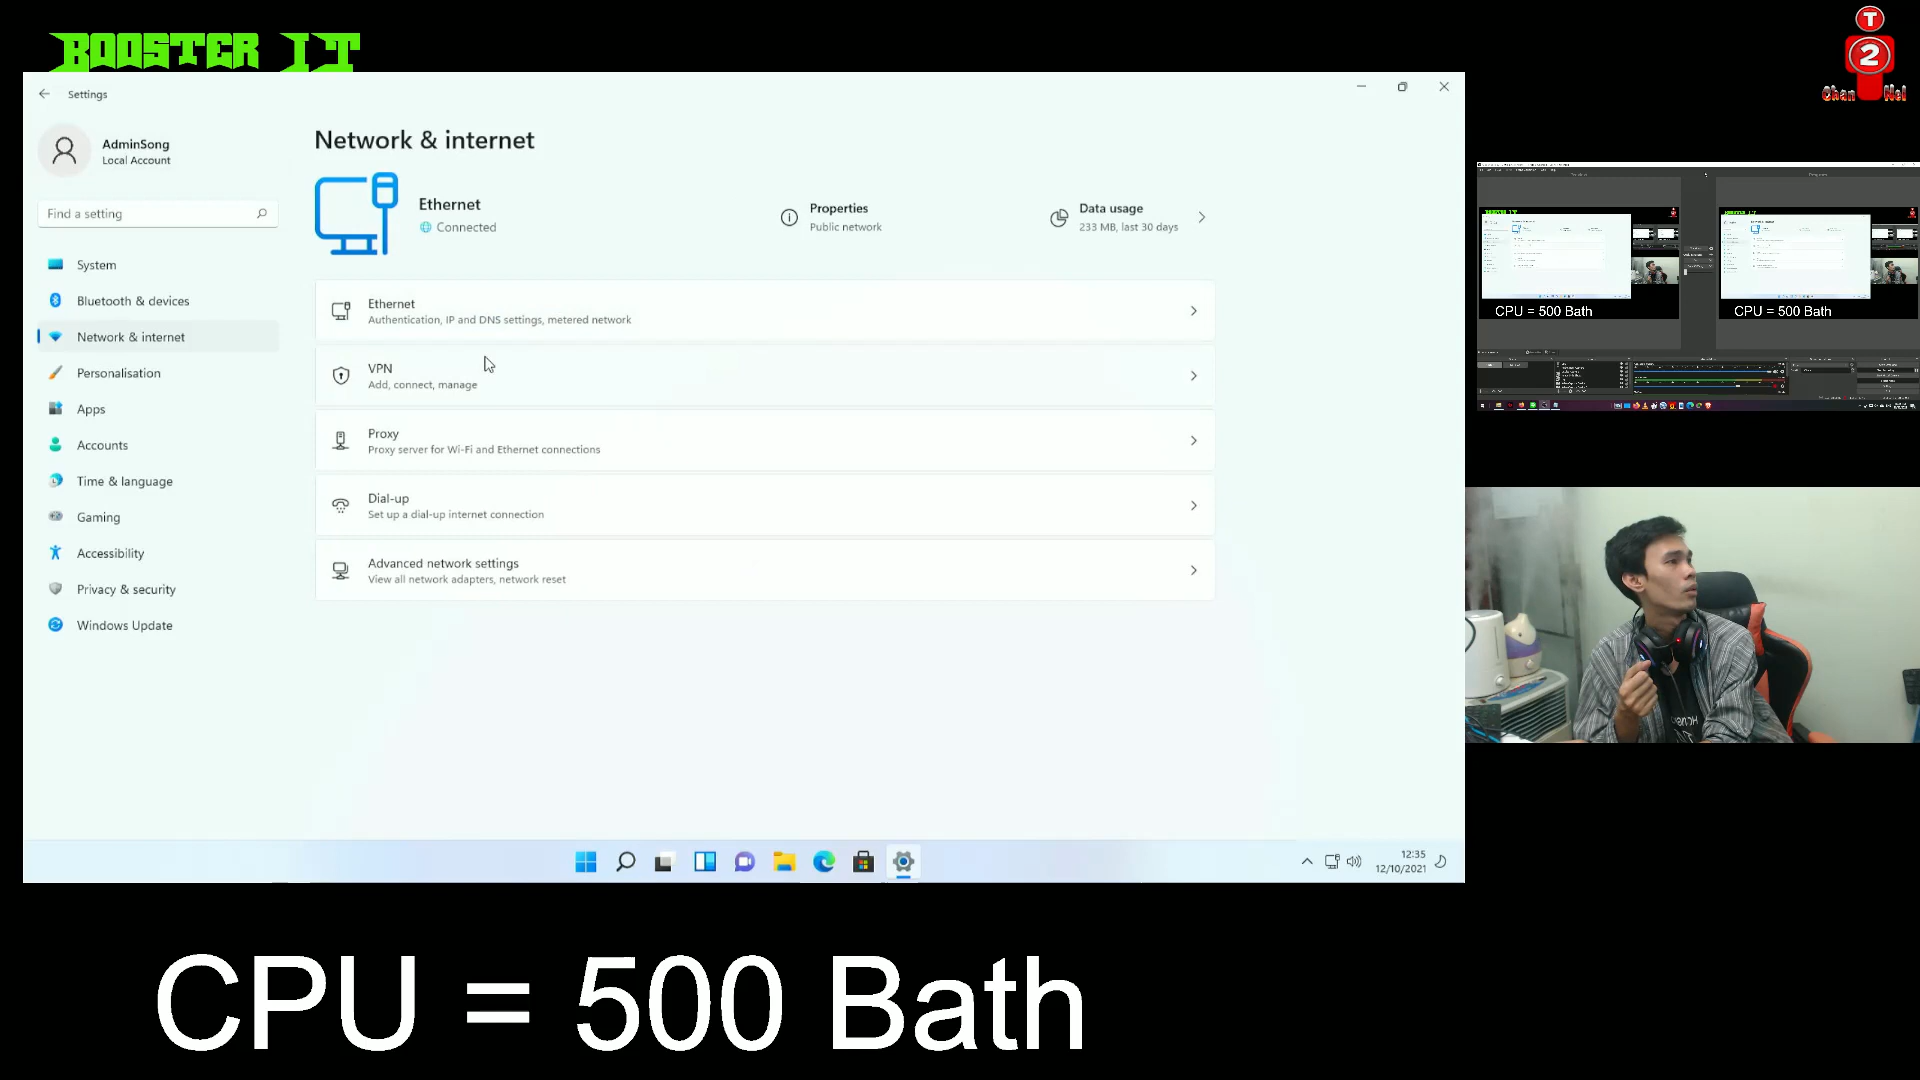 BOOSTER IT
T
2
Chan Nel
Settings
AdminSong
Local Account
Find a setting
System
Bluetooth & devices
Network & internet
Personalisation
Apps
Accounts
Time & language
Gaming
Accessibility
Privacy & security
Windows Update
Network & internet
Ethernet
Connected
Properties
Public network
Data usage
233 MB, last 30 days
Ethernet
Authentication, IP and DNS settings, metered network
VPN
Add, connect, manage
Proxy
Proxy server for Wi-Fi and Ethernet connections
Dial-up
Set up a dial-up internet connection
Advanced network settings
View all network adapters, network reset
12:35
12/10/2021
CPU = 500 Bath
CPU = 500 Bath
CPU = 500 Bath